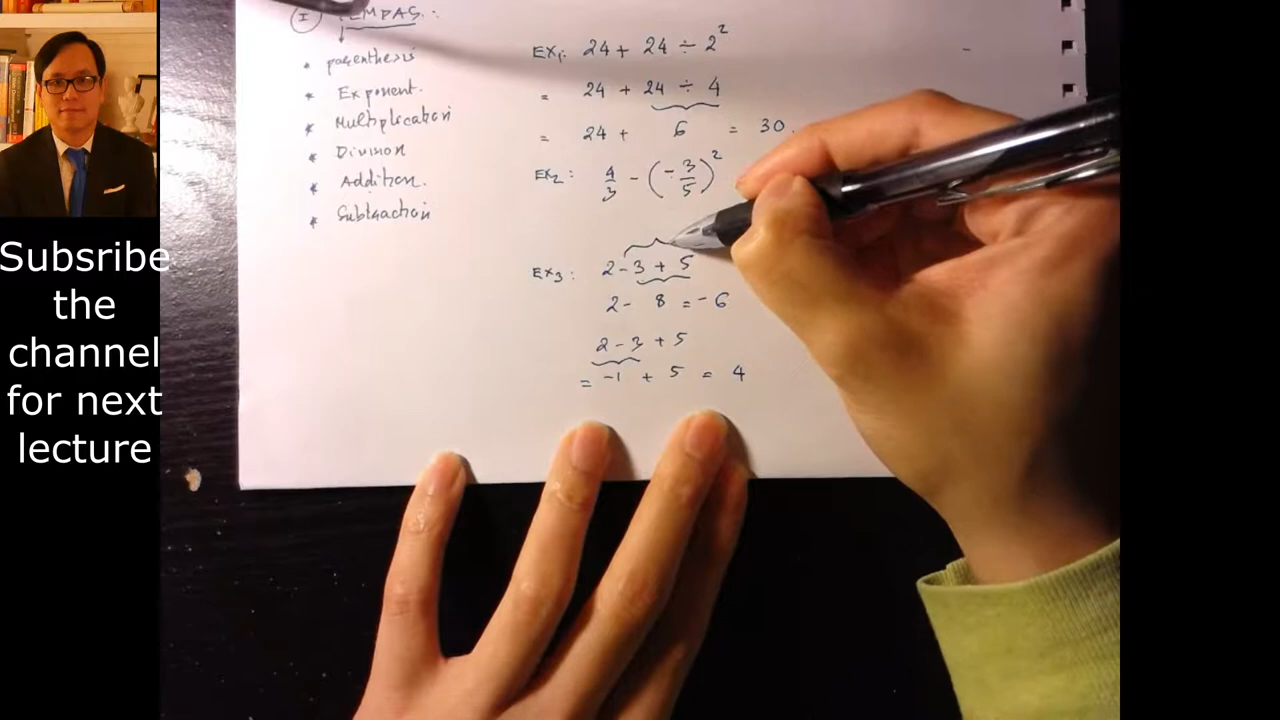 I PEMDAS :
* parenthesis
* Exponent.
* Multiplication
* Division
* Addition.
* Subtraction
Ex1: 24 + 24 ÷ 2²
= 24 + 24 ÷ 4
= 24 + 6 = 30.
Ex2: 4/3 - (-3/5)²
Ex3: 2 - 3 + 5
2 - 8 = -6
2 - 3 + 5
= -1 + 5 = 4
Subsribe
the
channel
for next
lecture